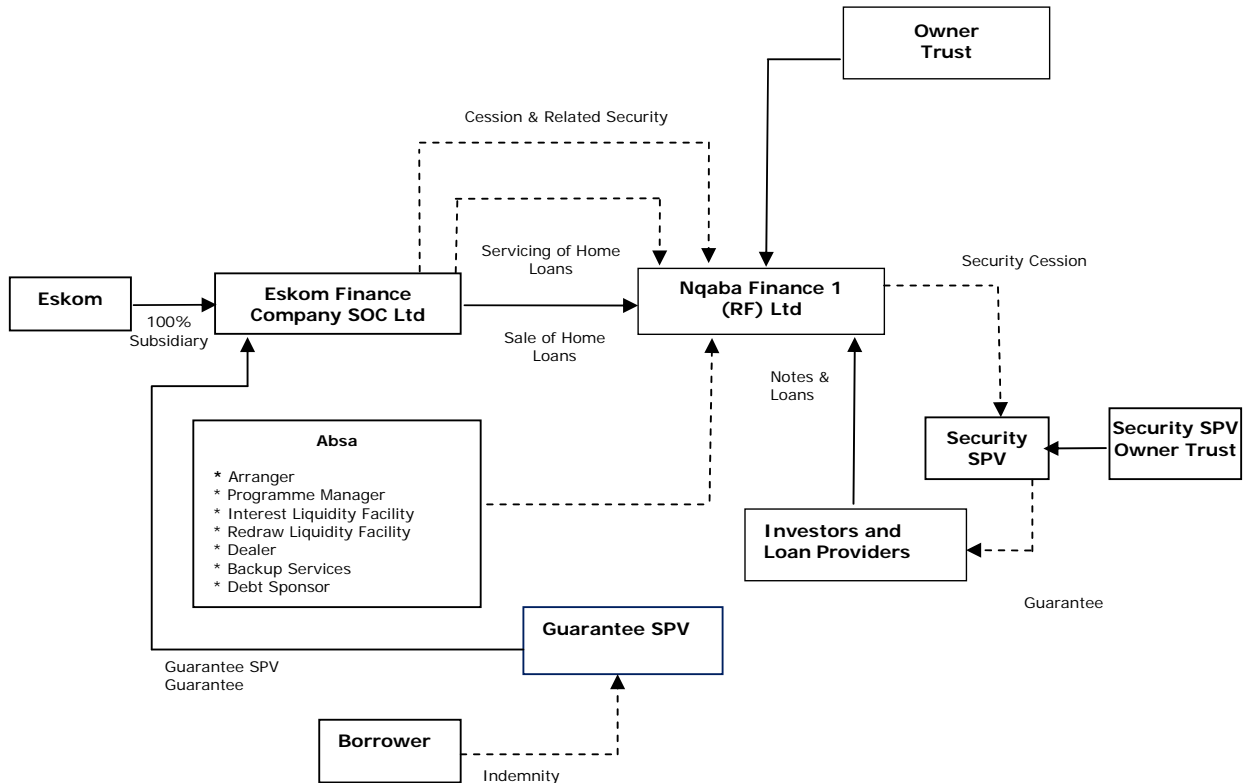 Owner
Trust
Cession & Related Security
Servicing of Home
Loans
Security Cession
Eskom
Eskom Finance
Company SOC Ltd
Nqaba Finance 1
(RF) Ltd
100%
Subsidiary
Sale of Home
Loans
Notes &
Loans
Absa
* Arranger
* Programme Manager
* Interest Liquidity Facility
* Redraw Liquidity Facility
* Dealer
* Backup Services
* Debt Sponsor
Security
SPV
Security SPV
Owner Trust
Investors and
Loan Providers
Guarantee
Guarantee SPV
Guarantee SPV
Guarantee
Borrower
Indemnity